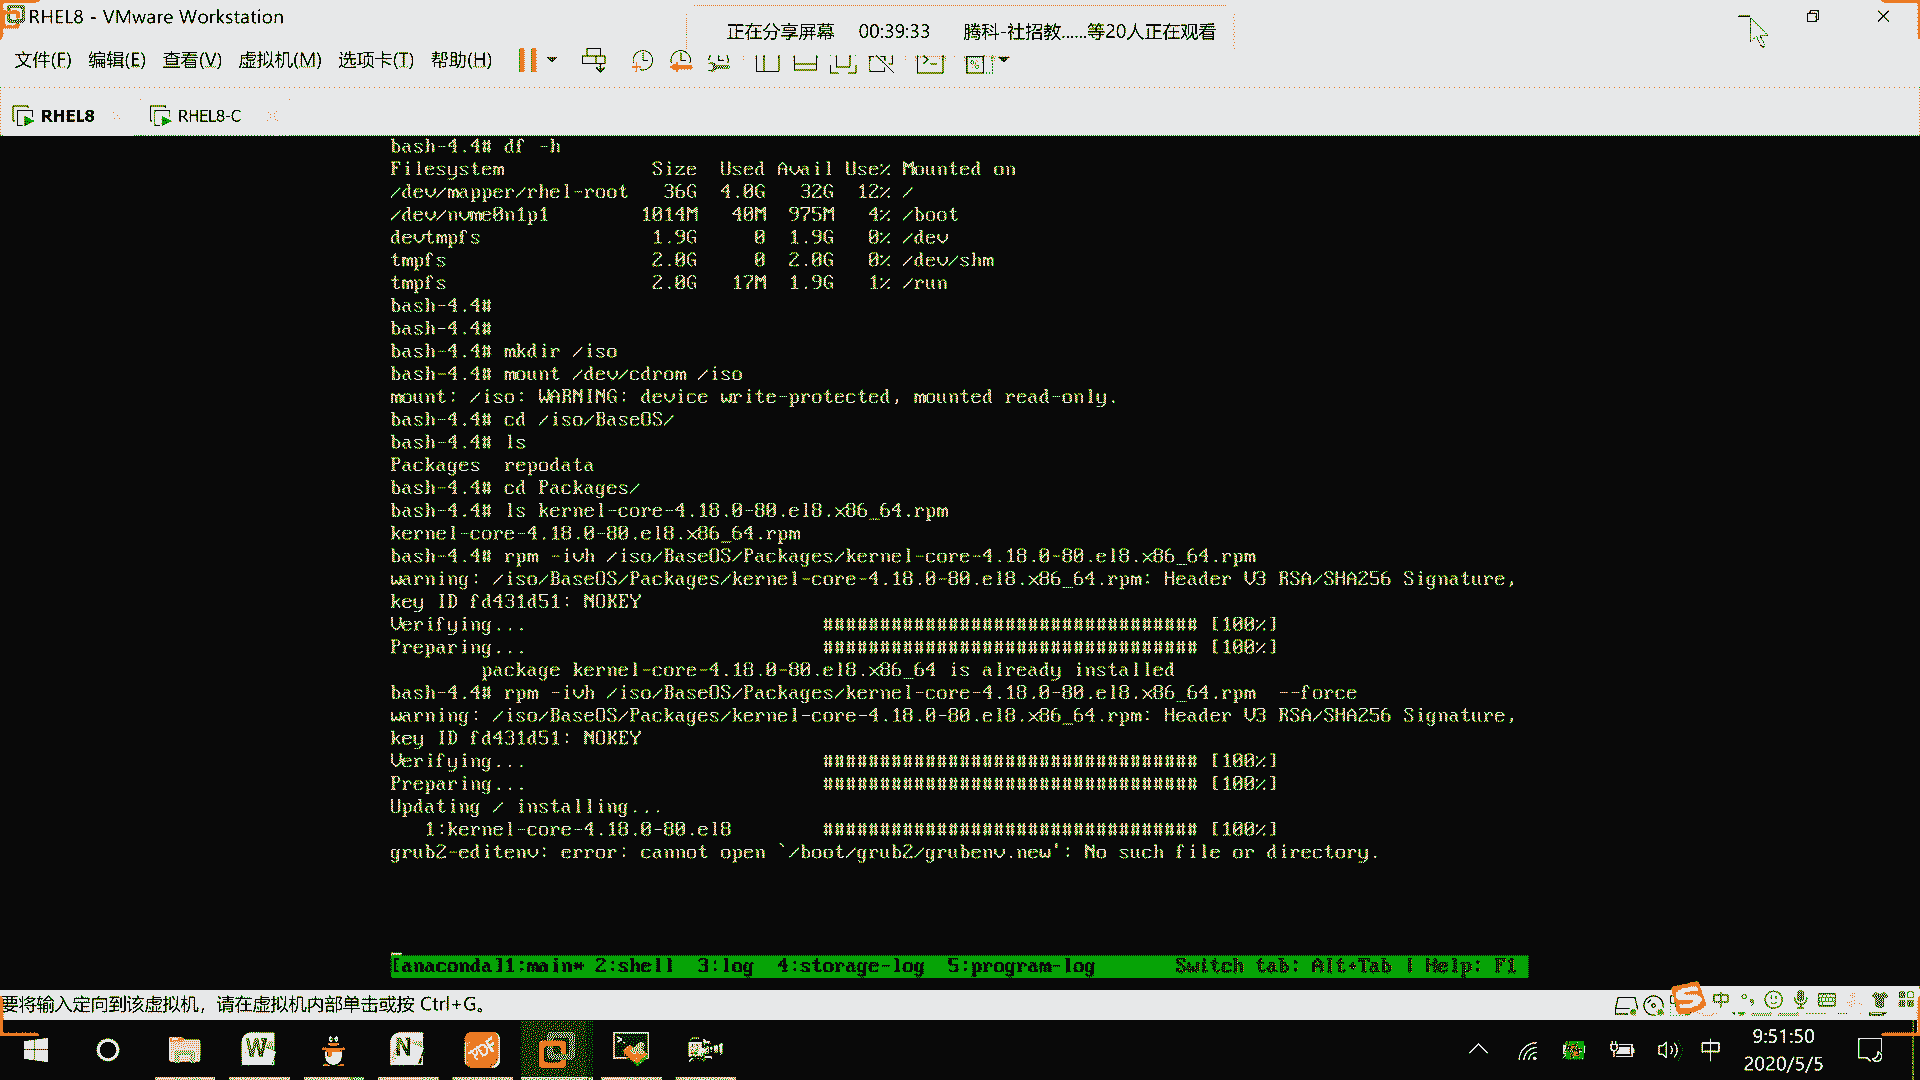 RHEL8 - VMware Workstation
正在分享屏幕 00:39:33 腾科-社招教......等20人正在观看
文件(F) 编辑(E) 查看(V) 虚拟机(M) 选项卡(T) 帮助(H)
RHEL8 RHEL8-C
bash-4.4# df -h
Filesystem Size Used Avail Use% Mounted on
/dev/mapper/rhel-root 36G 4.0G 32G 12% /
/dev/nvme0n1p1 1014M 40M 975M 4% /boot
devtmpfs 1.9G 0 1.9G 0% /dev
tmpfs 2.0G 0 2.0G 0% /dev/shm
tmpfs 2.0G 17M 1.9G 1% /run
bash-4.4#
bash-4.4#
bash-4.4# mkdir /iso
bash-4.4# mount /dev/cdrom /iso
mount: /iso: WARNING: device write-protected, mounted read-only.
bash-4.4# cd /iso/BaseOS/
bash-4.4# ls
Packages repodata
bash-4.4# cd Packages/
bash-4.4# ls kernel-core-4.18.0-80.el8.x86_64.rpm
kernel-core-4.18.0-80.el8.x86_64.rpm
bash-4.4# rpm -ivh /iso/BaseOS/Packages/kernel-core-4.18.0-80.el8.x86_64.rpm
warning: /iso/BaseOS/Packages/kernel-core-4.18.0-80.el8.x86_64.rpm: Header V3 RSA/SHA256 Signature,
key ID fd431d51: NOKEY
Verifying... ################################# [100%]
Preparing... ################################# [100%]
package kernel-core-4.18.0-80.el8.x86_64 is already installed
bash-4.4# rpm -ivh /iso/BaseOS/Packages/kernel-core-4.18.0-80.el8.x86_64.rpm --force
warning: /iso/BaseOS/Packages/kernel-core-4.18.0-80.el8.x86_64.rpm: Header V3 RSA/SHA256 Signature,
key ID fd431d51: NOKEY
Verifying... ################################# [100%]
Preparing... ################################# [100%]
Updating / installing...
1:kernel-core-4.18.0-80.el8 ################################# [100%]
grub2-editenv: error: cannot open `/boot/grub2/grubenv.new': No such file or directory.
[anaconda]1:main* 2:shell 3:log 4:storage-log 5:program-log Switch tab: Alt+Tab | Help: F1
要将输入定向到该虚拟机，请在虚拟机内部单击或按 Ctrl+G。
S 中
W N PDF
中 9:51:50
2020/5/5